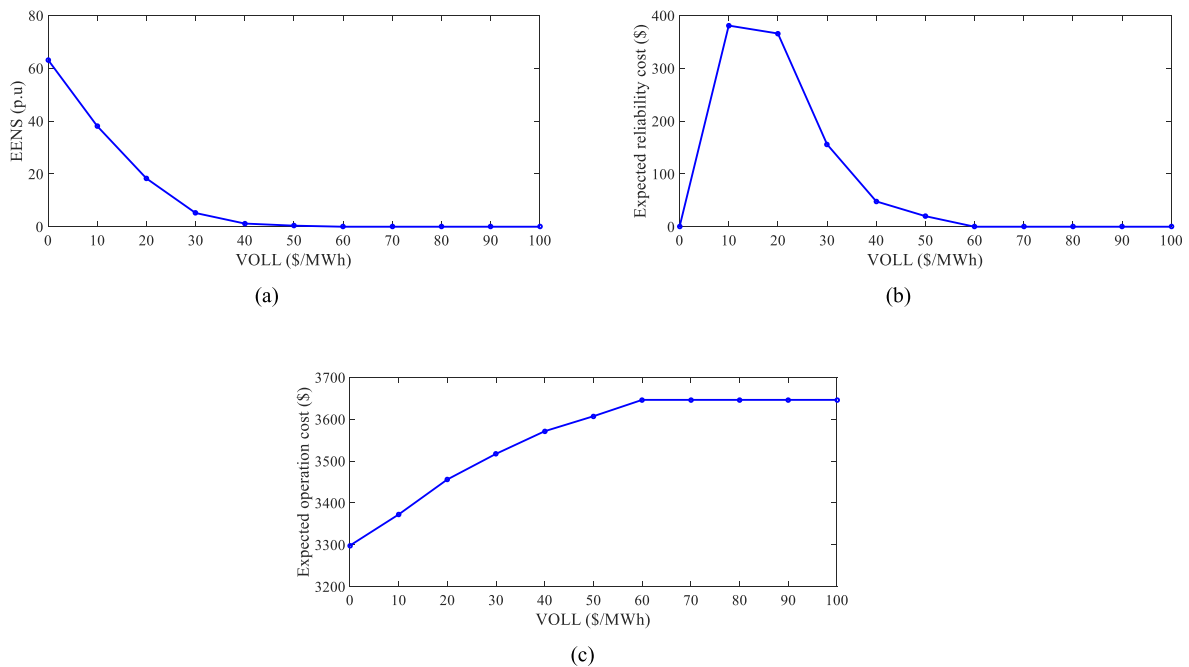 80
60
40
20
0
EENS (p.u)
0 10 20 30 40 50 60 70 80 90 100
VOLL ($/MWh)
(a)
400
300
200
100
0
Expected reliability cost ($)
0 10 20 30 40 50 60 70 80 90 100
VOLL ($/MWh)
(b)
3700
3600
3500
3400
3300
3200
Expected operation cost ($)
0 10 20 30 40 50 60 70 80 90 100
VOLL ($/MWh)
(c)